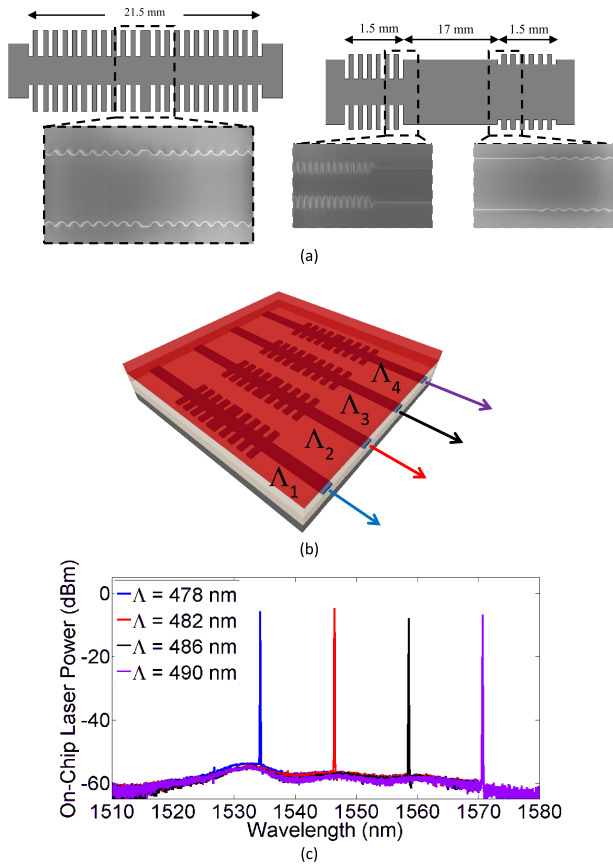 21.5 mm
1.5 mm 17 mm 1.5 mm
(a)
Λ1
Λ2
Λ3
Λ4
(b)
On-Chip Laser Power (dBm)
0
-20
-40
-60
Λ = 478 nm
Λ = 482 nm
Λ = 486 nm
Λ = 490 nm
1510 1520 1530 1540 1550 1560 1570 1580
Wavelength (nm)
(c)